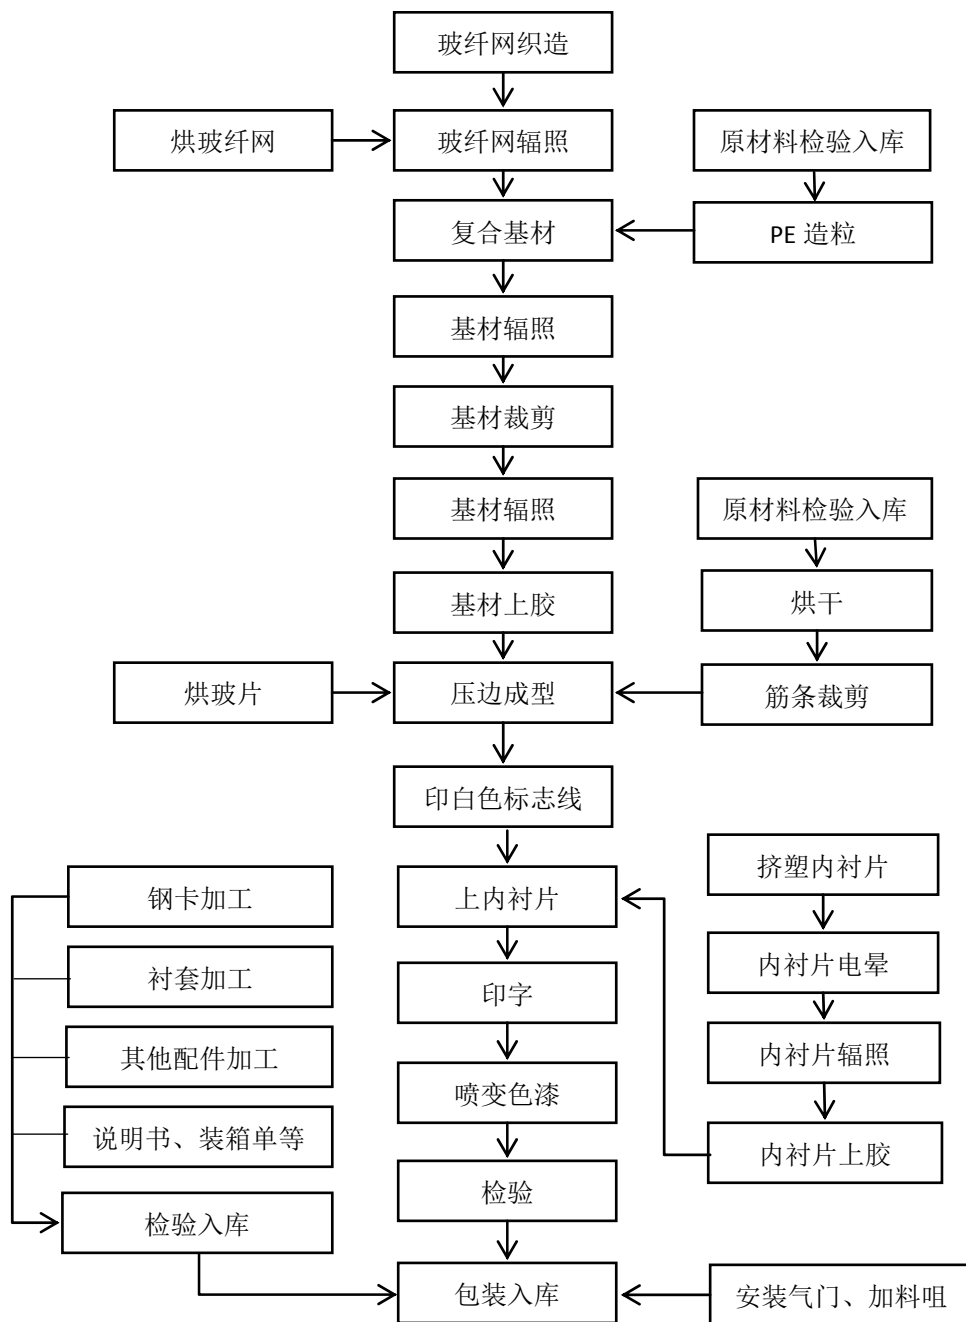 玻纤网织造
烘玻纤网
玻纤网辐照
原材料检验入库
复合基材
PE 造粒
基材辐照
基材裁剪
基材辐照
原材料检验入库
基材上胶
烘干
烘玻片
压边成型
筋条裁剪
印白色标志线
钢卡加工
上内衬片
挤塑内衬片
衬套加工
印字
内衬片电晕
其他配件加工
喷变色漆
内衬片辐照
说明书、装箱单等
检验
内衬片上胶
检验入库
包装入库
安装气门、加料咀